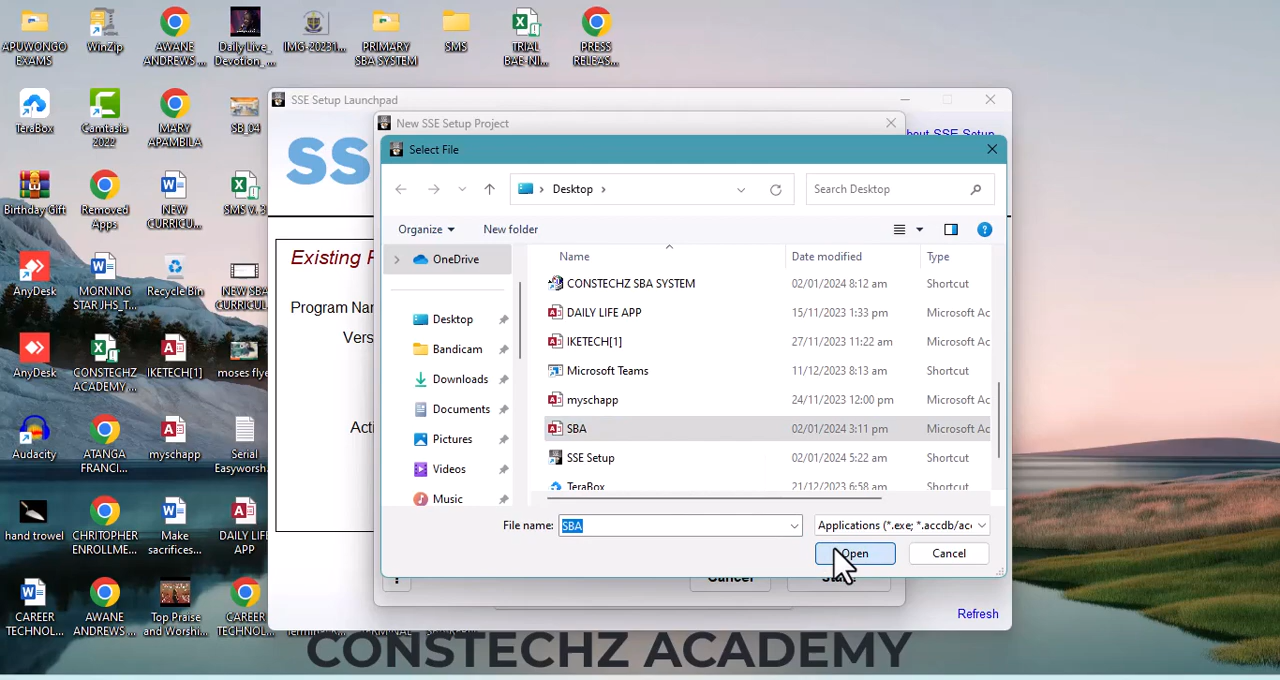 APUWONGO
EXAMS
WinZip
AWANE
ANDREWS ...
Daily Live_
Devotion_...
IMG-20231...
PRIMARY
SBA SYSTEM
SMS
TRIAL
BAE-NI...
PRESS
RELEAS...
TeraBox
Camtasia
2022
MARY
APAMBILA
SB_04
Birthday Gift
Removed
Apps
NEW
CURRICU...
SMS V. 3
AnyDesk
MORNING
STAR JHS_T...
Recycle Bin
NEW SBA
CURRICUL...
AnyDesk
CONSTECHZ
ACADEMY ...
IKETECH[1]
moses flye
Audacity
ATANGA
FRANCI...
myschapp
Serial
Easyworsh...
hand trowel
CHRITOPHER
ENROLLME...
Make
sacrifices...
DAILY LIFE
APP
CAREER
TECHNOL...
AWANE
ANDREWS ...
Top Praise
and Worshi...
CAREER
TECHNOL...
SSE Setup Launchpad
New SSE Setup Project
SS
Existing
Program Nar
Vers
Acti
Select File
Desktop
Search Desktop
Organize
New folder
OneDrive
Desktop
Bandicam
Downloads
Documents
Pictures
Videos
Music
Name
Date modified
Type
CONSTECHZ SBA SYSTEM
02/01/2024 8:12 am
Shortcut
DAILY LIFE APP
15/11/2023 1:33 pm
Microsoft Ac
IKETECH[1]
27/11/2023 11:22 am
Microsoft Ac
Microsoft Teams
11/12/2023 8:13 am
Shortcut
myschapp
24/11/2023 12:00 pm
Microsoft Ac
SBA
02/01/2024 3:11 pm
Microsoft Ac
SSE Setup
02/01/2024 5:22 am
Shortcut
TeraBox
21/12/2023 6:58 am
Shortcut
File name:
SBA
Applications (*.exe; *.accdb/acc
Open
Cancel
Cancel
Refresh
CONSTECHZ ACADEMY